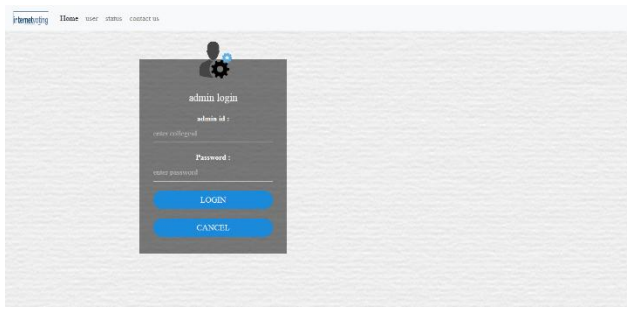 internetvoting Home user status contact us
admin login
admin id :
enter collegeid
Password :
enter password
LOGIN
CANCEL